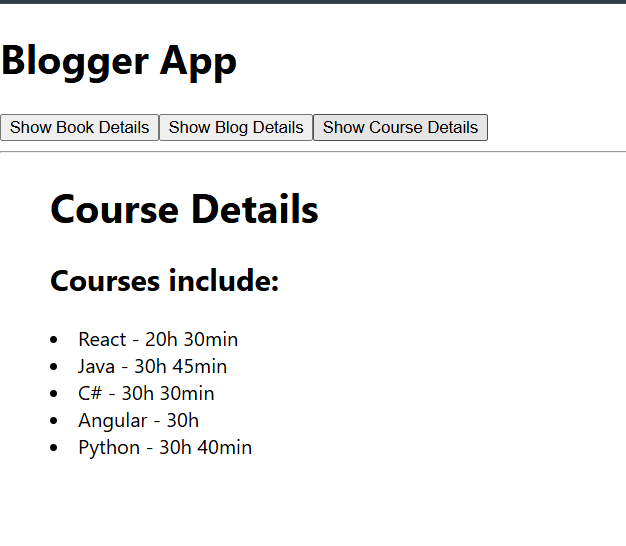 Blogger App
Show Book Details Show Blog Details Show Course Details
Course Details
Courses include:
React - 20h 30min
Java - 30h 45min
C# - 30h 30min
Angular - 30h
Python - 30h 40min